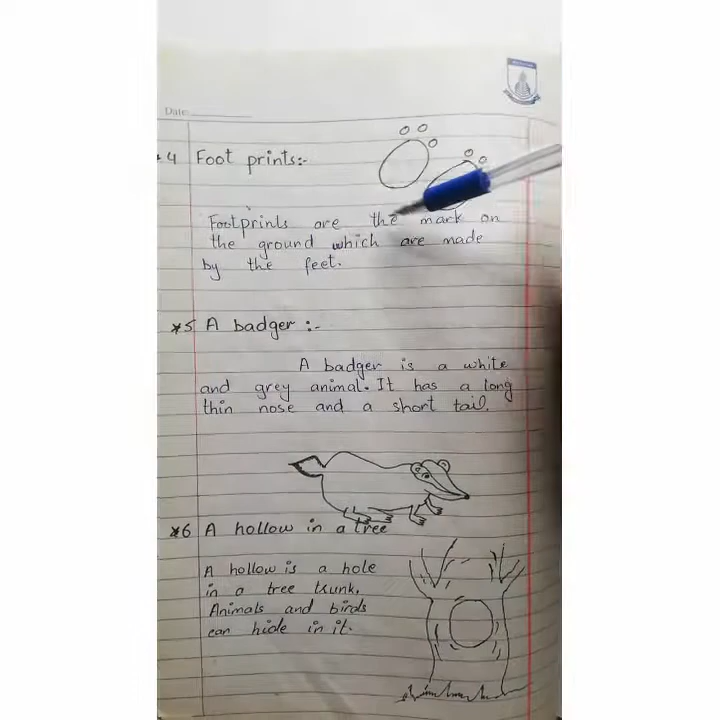 Date:
*4 Foot prints:-
Footprints are the mark on
the ground which are made
by the feet.
*5 A badger :-
A badger is a white
and grey animal. It has a long
thin nose and a short tail.
*6 A hollow in a tree
A hollow is a hole
in a tree trunk.
Animals and birds
can hide in it.